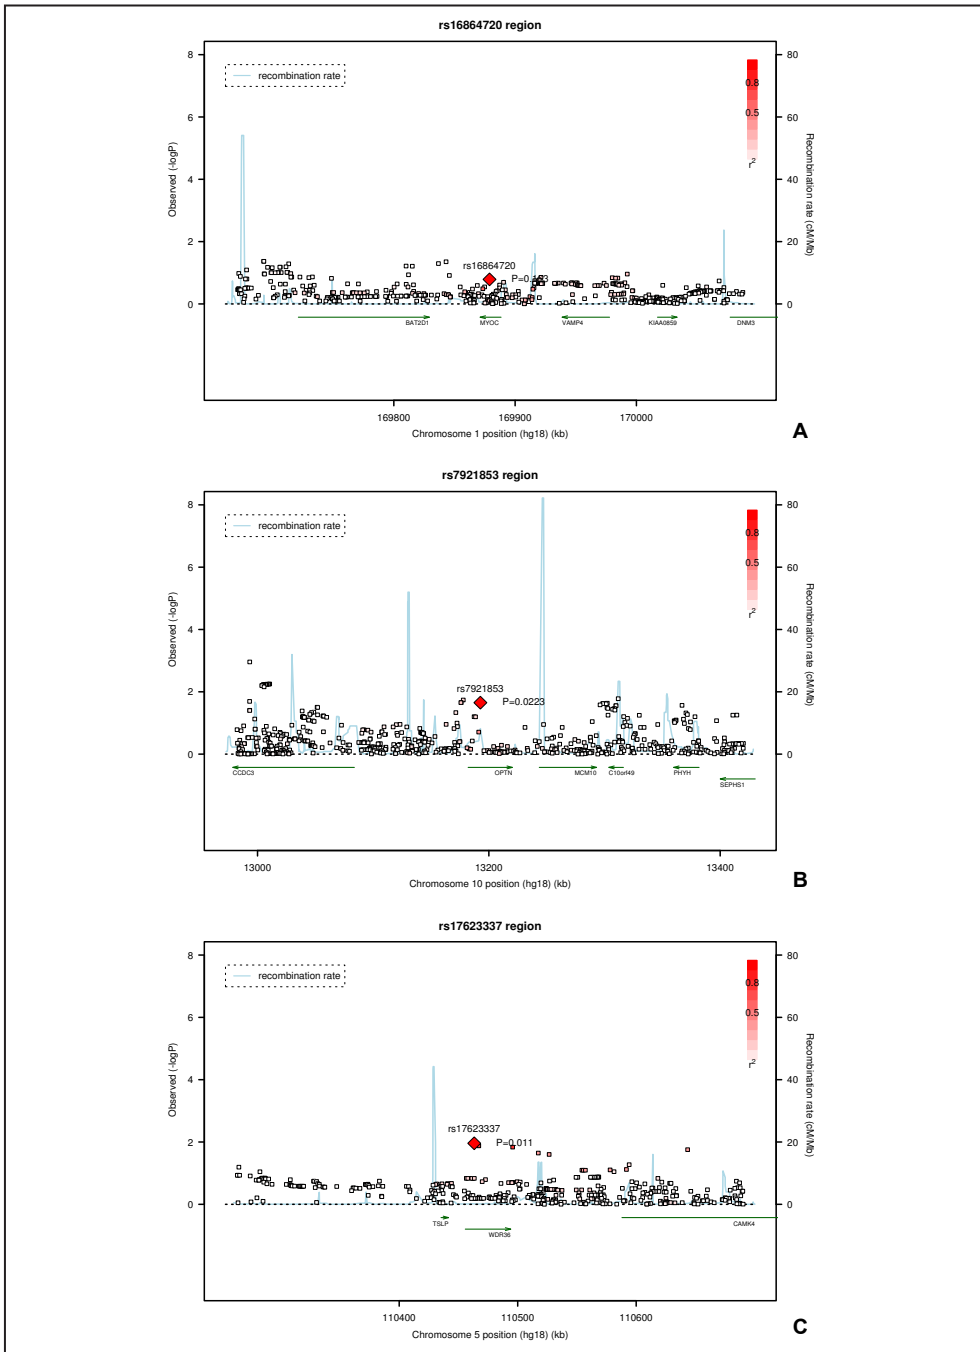 rs16864720 region
8
6
4
2
0
80
60
40
20
0
Observed (-logP)
Recombination rate (cM/Mb)
recombination rate
0.8
0.5
r2
rs16864720
BAT2D1
MYOC
VAMP4
KIAA0859
DNM3
169800
169900
170000
Chromosome 1 position (hg18) (kb)
A
rs7921853 region
8
6
4
2
0
80
60
40
20
0
Observed (-logP)
Recombination rate (cM/Mb)
recombination rate
0.8
0.5
r2
rs7921853
P=0.0223
CCDC3
OPTN
MCM10
C10orf49
PHYH
SEPHS1
13000
13200
13400
Chromosome 10 position (hg18) (kb)
B
rs17623337 region
8
6
4
2
0
80
60
40
20
0
Observed (-logP)
Recombination rate (cM/Mb)
recombination rate
0.8
0.5
r2
rs17623337
P=0.011
TSLP
WDR36
CAMK4
110400
110500
110600
Chromosome 5 position (hg18) (kb)
C